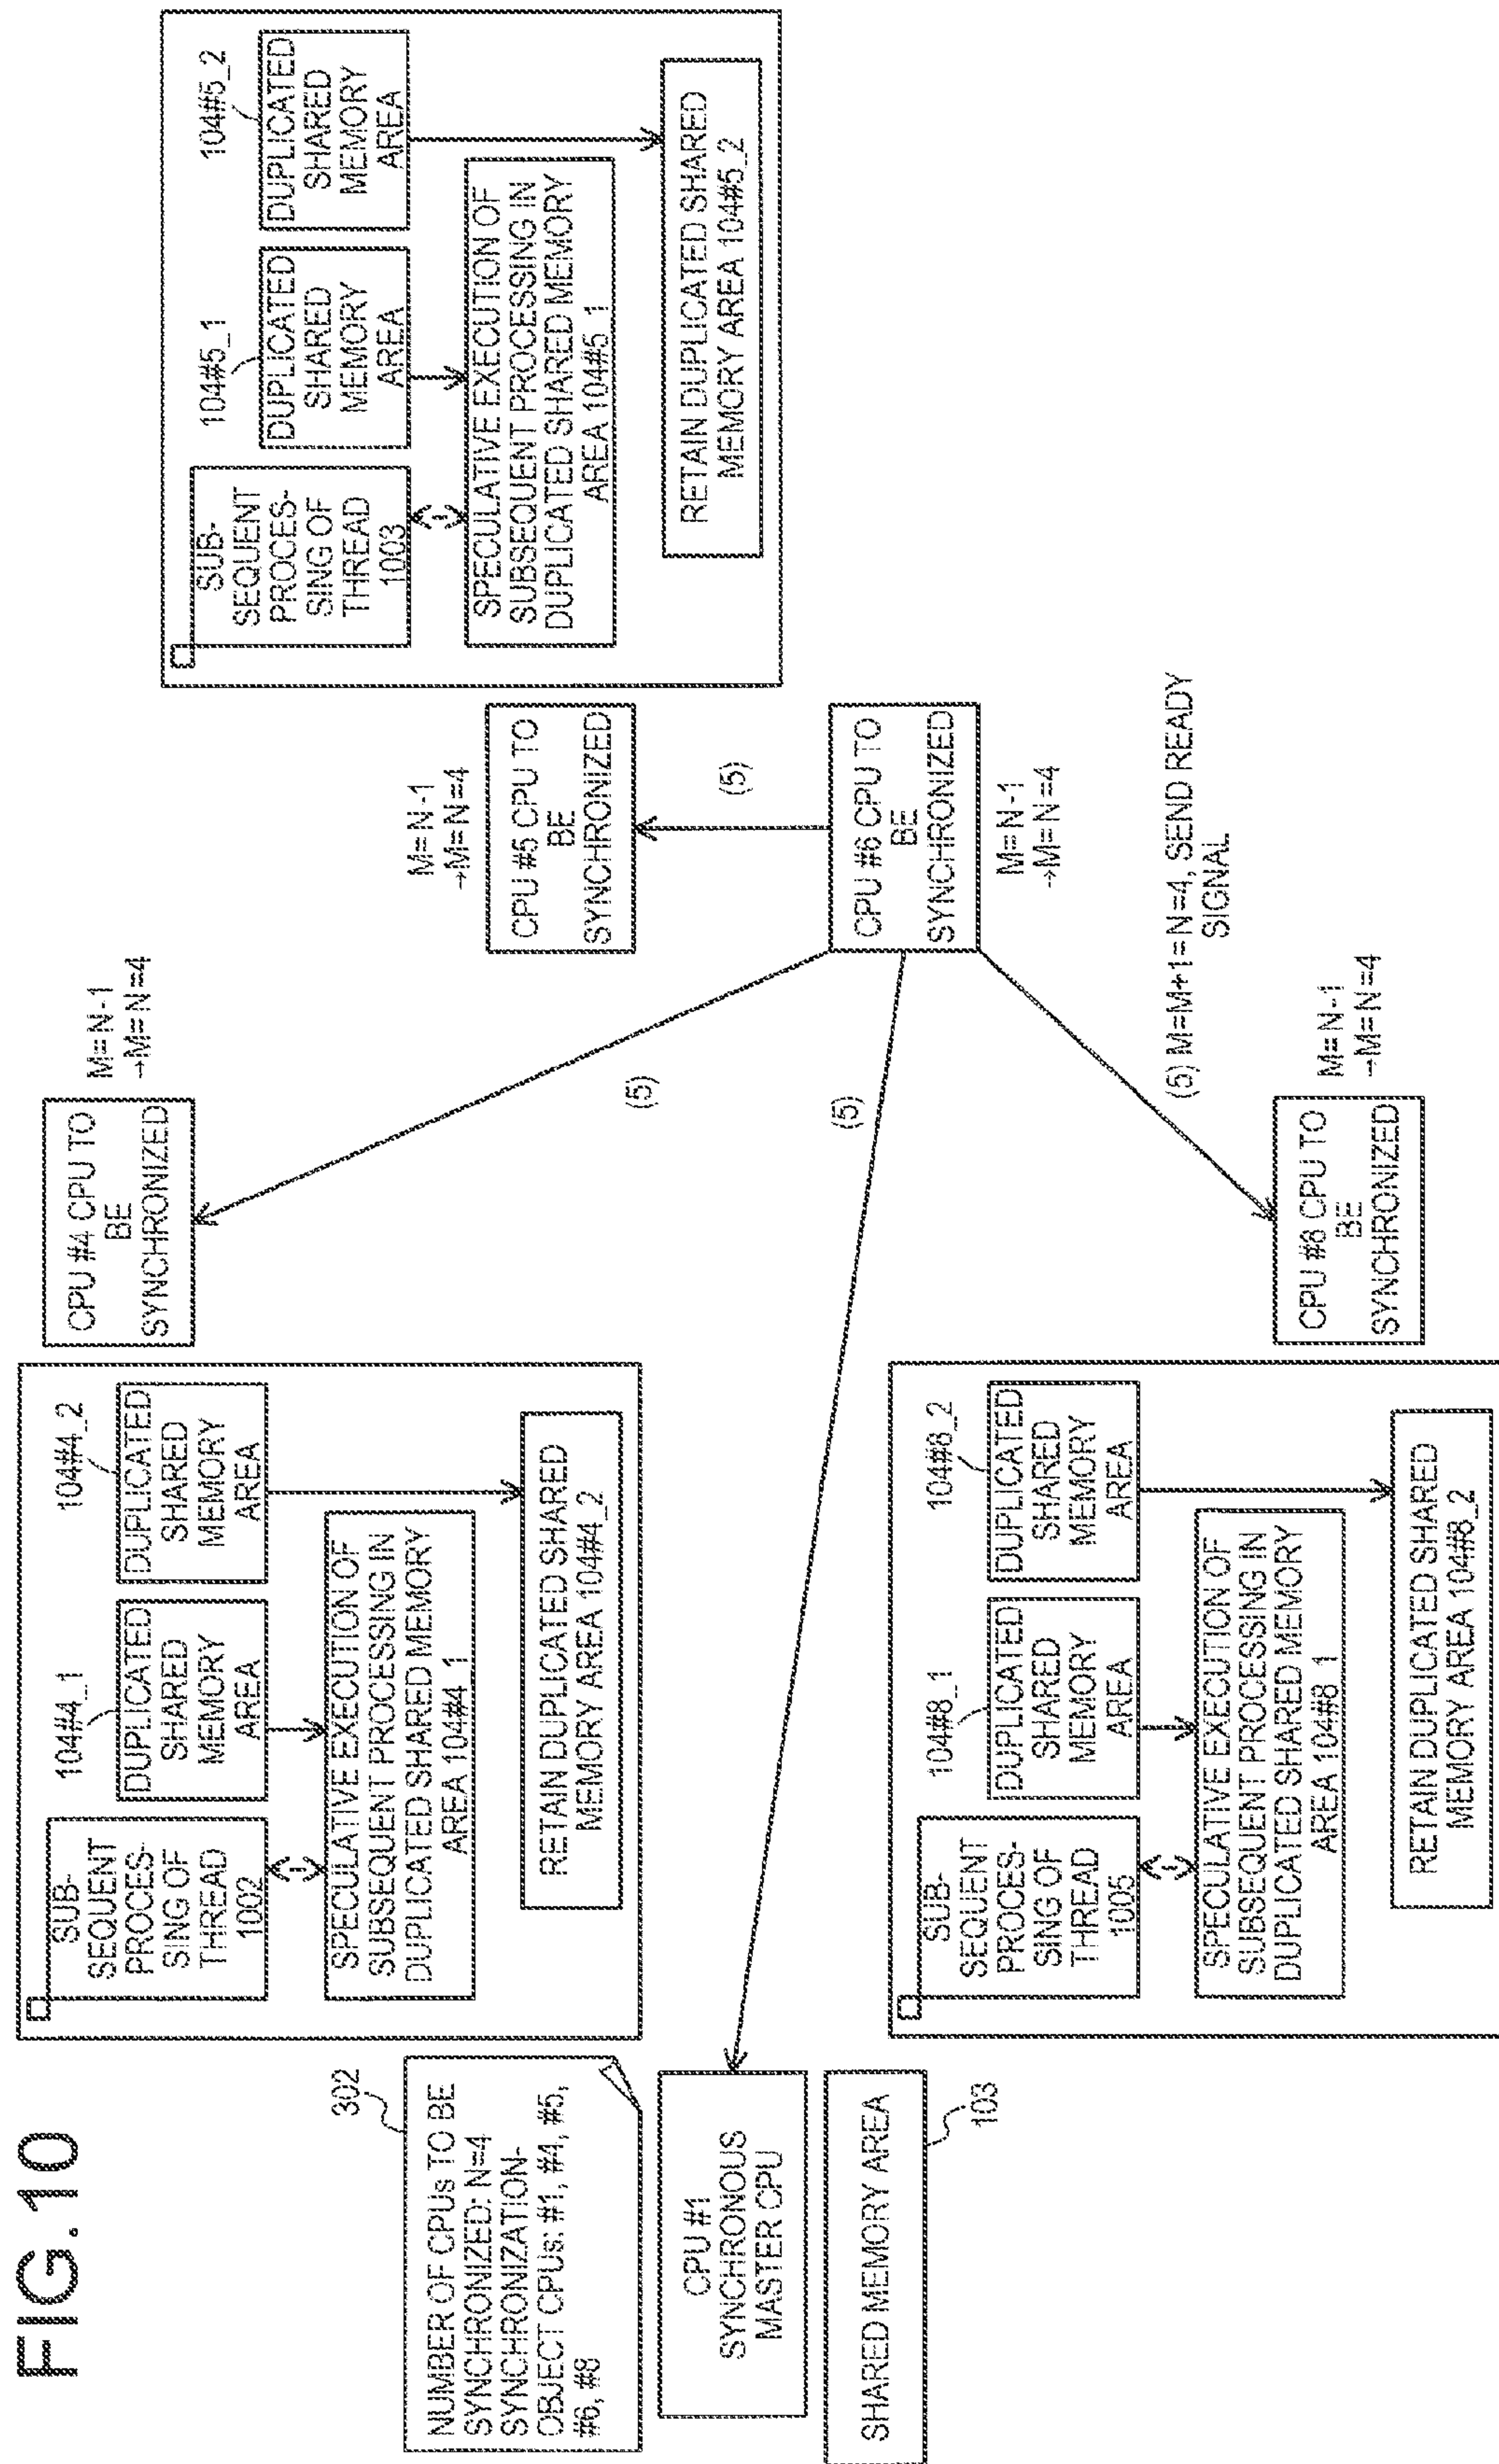 FIG.10
302
NUMBER OF CPUs TO BE
SYNCHRONIZED: N=4
SYNCHRONIZATION-
OBJECT CPUs: #1, #4, #5,
#6, #8
CPU #1
SYNCHRONOUS
MASTER CPU
SHARED MEMORY AREA
103
SUB-
SEQUENT
PROCES-
SING OF
THREAD
1002
104#4_1
DUPLICATED
SHARED
MEMORY
AREA
104#4_2
DUPLICATED
SHARED
MEMORY
AREA
SPECULATIVE EXECUTION OF
SUBSEQUENT PROCESSING IN
DUPLICATED SHARED MEMORY
AREA 104#4_1
RETAIN DUPLICATED SHARED
MEMORY AREA 104#4_2
SUB-
SEQUENT
PROCES-
SING OF
THREAD
1005
104#8_1
DUPLICATED
SHARED
MEMORY
AREA
104#8_2
DUPLICATED
SHARED
MEMORY
AREA
SPECULATIVE EXECUTION OF
SUBSEQUENT PROCESSING IN
DUPLICATED SHARED MEMORY
AREA 104#8_1
RETAIN DUPLICATED SHARED
MEMORY AREA 104#8_2
CPU #4 CPU TO
BE
SYNCHRONIZED
M=N-1
→M=N=4
(5)
(5)
CPU #8 CPU TO
BE
SYNCHRONIZED
M=N-1
→M=N=4
(5) M=M+1=N=4, SEND READY
SIGNAL
CPU #5 CPU TO
BE
SYNCHRONIZED
M=N-1
→M=N=4
(5)
CPU #6 CPU TO
BE
SYNCHRONIZED
M=N-1
→M=N=4
SUB-
SEQUENT
PROCES-
SING OF
THREAD
1003
104#5_1
DUPLICATED
SHARED
MEMORY
AREA
104#5_2
DUPLICATED
SHARED
MEMORY
AREA
SPECULATIVE EXECUTION OF
SUBSEQUENT PROCESSING IN
DUPLICATED SHARED MEMORY
AREA 104#5_1
RETAIN DUPLICATED SHARED
MEMORY AREA 104#5_2